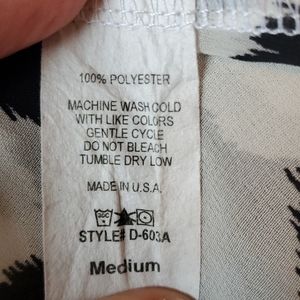 100% POLYESTER
MACHINE WASH COLD
WITH LIKE COLORS
GENTLE CYCLE
DO NOT BLEACH
TUMBLE DRY LOW
MADE IN U.S.A.
STYLE# D-603A
Medium